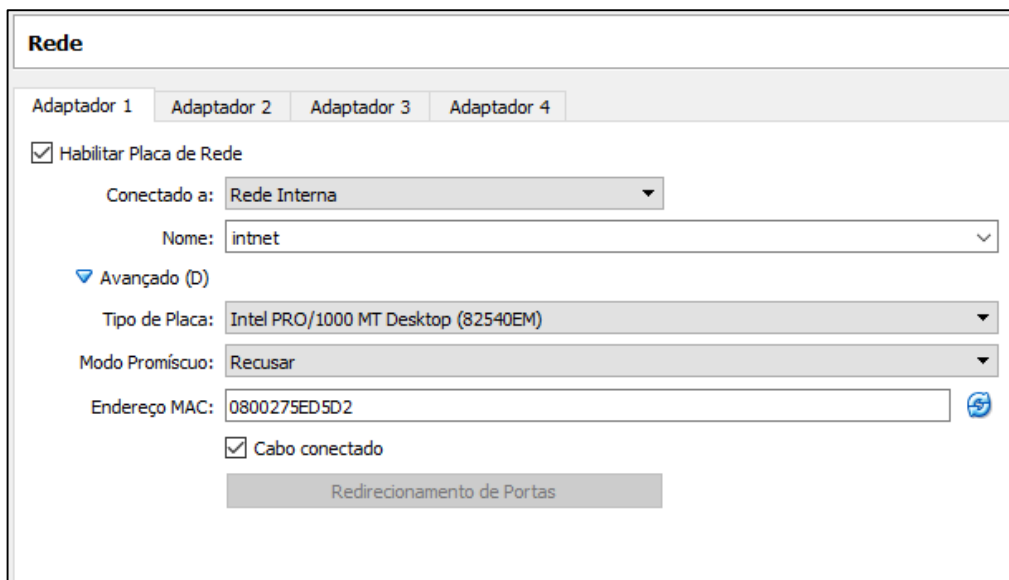 Rede
Adaptador 1 Adaptador 2 Adaptador 3 Adaptador 4
Habilitar Placa de Rede
Conectado a: Rede Interna
Nome: intnet
Avançado (D)
Tipo de Placa: Intel PRO/1000 MT Desktop (82540EM)
Modo Promíscuo: Recusar
Endereço MAC: 0800275ED5D2
Cabo conectado
Redirecionamento de Portas